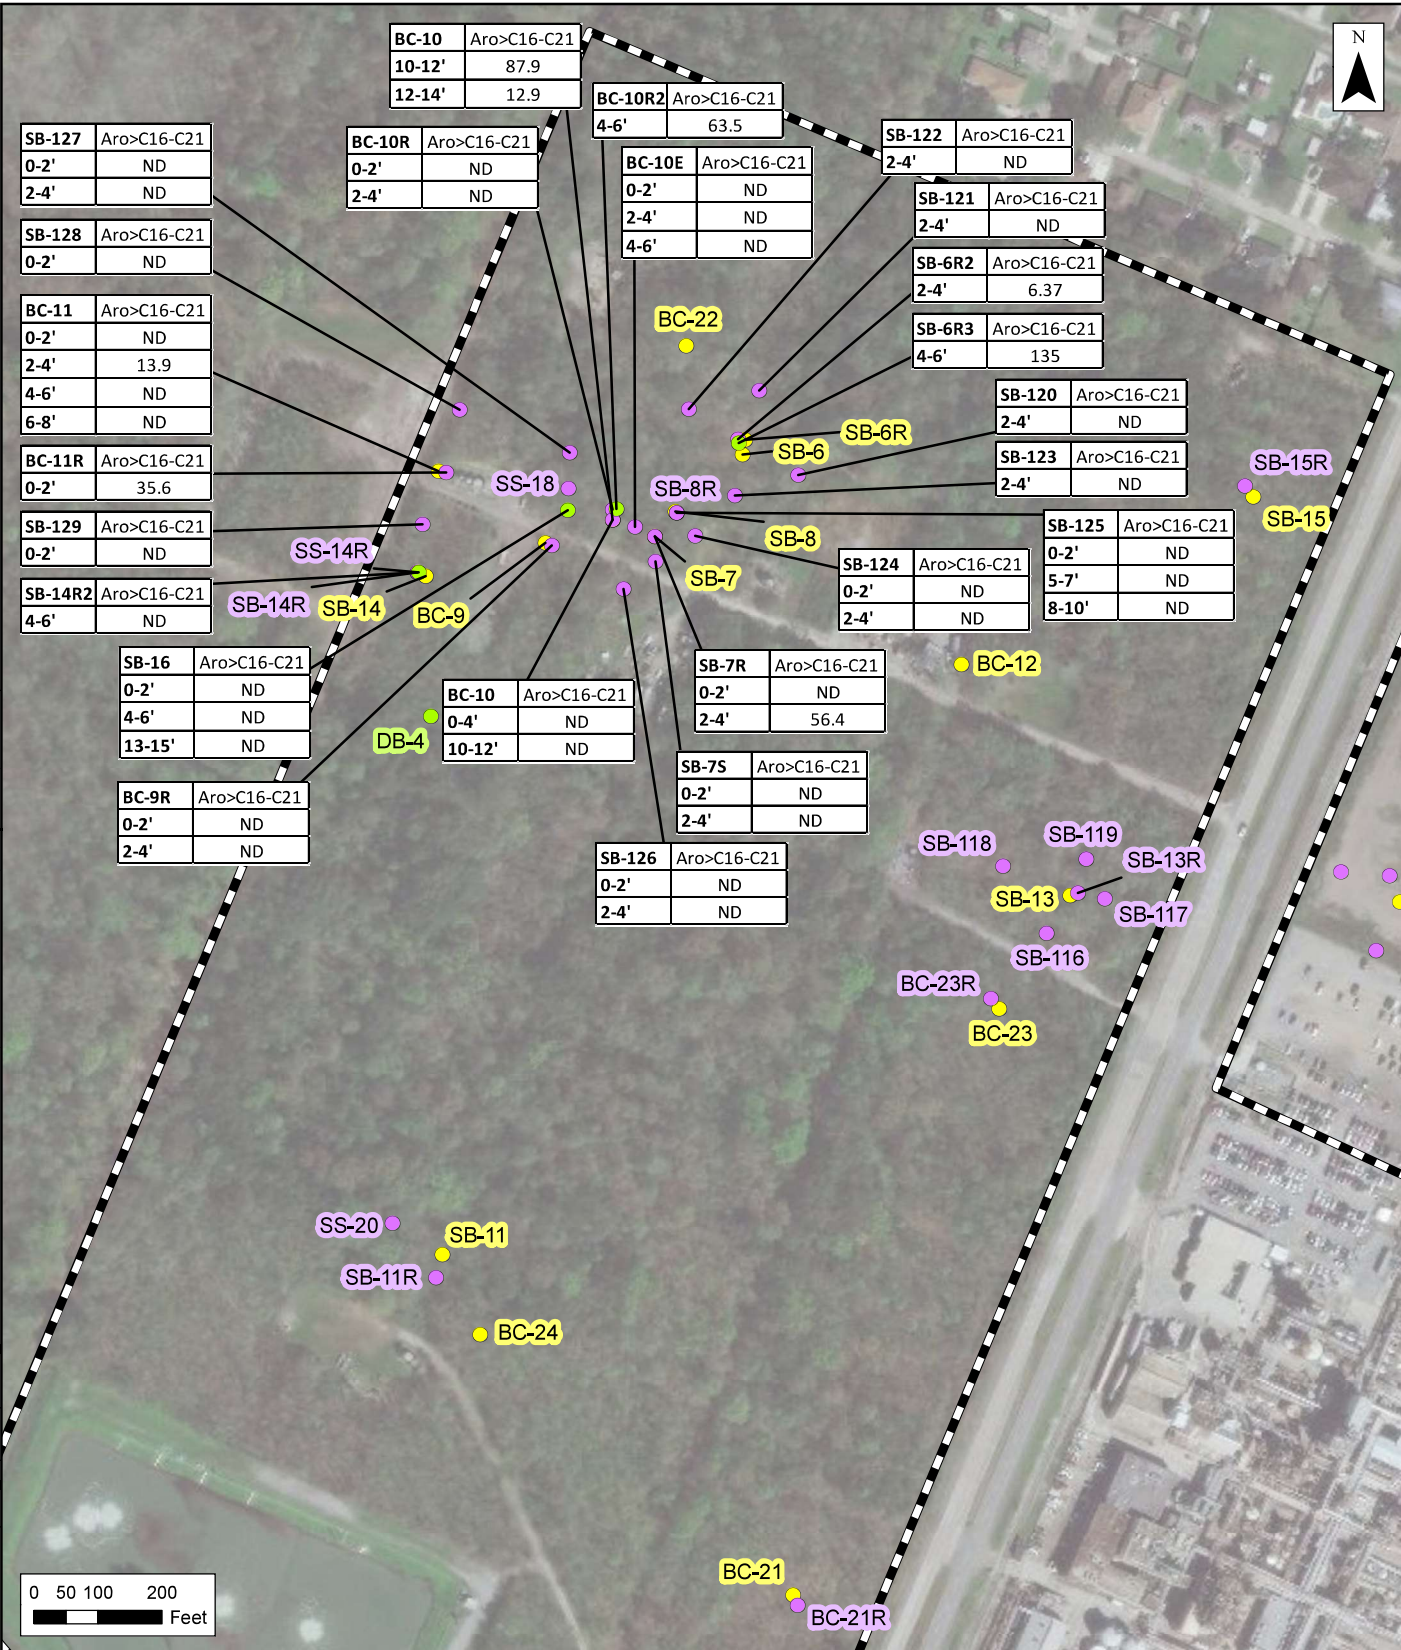 N
BC-10 Aro>C16-C21
10-12' 87.9
12-14' 12.9
BC-10R2 Aro>C16-C21
4-6' 63.5
SB-127 Aro>C16-C21
0-2' ND
2-4' ND
BC-10R Aro>C16-C21
0-2' ND
2-4' ND
BC-10E Aro>C16-C21
0-2' ND
2-4' ND
4-6' ND
SB-122 Aro>C16-C21
2-4' ND
SB-121 Aro>C16-C21
2-4' ND
SB-128 Aro>C16-C21
0-2' ND
SB-6R2 Aro>C16-C21
2-4' 6.37
BC-11 Aro>C16-C21
0-2' ND
2-4' 13.9
4-6' ND
6-8' ND
BC-22
SB-6R3 Aro>C16-C21
4-6' 135
SB-120 Aro>C16-C21
2-4' ND
SB-6R
SB-6
BC-11R Aro>C16-C21
0-2' 35.6
SB-123 Aro>C16-C21
2-4' ND
SS-18
SB-8R
SB-15R
SB-15
SB-129 Aro>C16-C21
0-2' ND
SB-8
SB-125 Aro>C16-C21
0-2' ND
5-7' ND
8-10' ND
SS-14R
SB-124 Aro>C16-C21
0-2' ND
2-4' ND
SB-14R2 Aro>C16-C21
4-6' ND
SB-14R
SB-14
BC-9
SB-7
SB-16 Aro>C16-C21
0-2' ND
4-6' ND
13-15' ND
SB-7R Aro>C16-C21
0-2' ND
2-4' 56.4
BC-12
BC-10 Aro>C16-C21
0-4' ND
10-12' ND
DB-4
SB-7S Aro>C16-C21
0-2' ND
2-4' ND
BC-9R Aro>C16-C21
0-2' ND
2-4' ND
SB-126 Aro>C16-C21
0-2' ND
2-4' ND
SB-118
SB-119
SB-13R
SB-13
SB-117
SB-116
BC-23R
BC-23
SS-20
SB-11
SB-11R
BC-24
BC-21
BC-21R
0 50 100 200
Feet